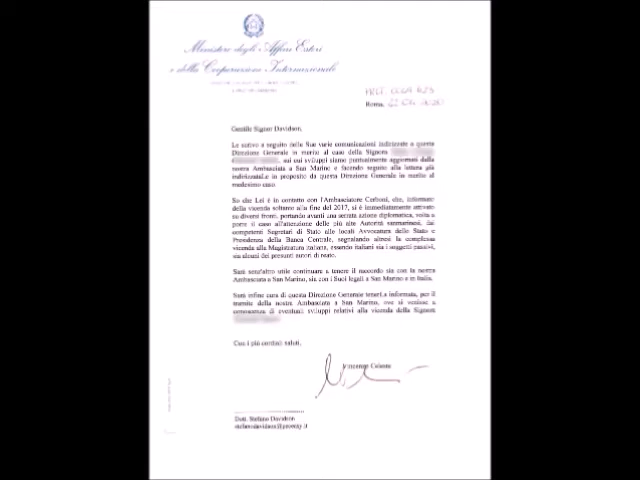 Ministero degli Affari Esteri
e della Cooperazione Internazionale
Roma,
Gentile Signor Davidson,
Le scrivo a seguito delle Sue varie comunicazioni indirizzate a questa
Direzione Generale in merito al caso della Signora
sui cui sviluppi siamo puntualmente aggiornati dalla
nostra Ambasciata a San Marino e facendo seguito alla lettera già
indirizzata in proposito da questa Direzione Generale in merito al
medesimo caso
So che Lei è in contatto con l'Ambasciatore Cerboni, che, informato
della vicenda soltanto alla fine del 2017, si è immediatamente attivato
su diversi fronti, portando avanti una serrata azione diplomatica, volta a
porre il caso all'attenzione delle più alte Autorità sammarinesi, dai
competenti Segretari di Stato alle locali Avvocatura dello Stato e
Presidenza della Banca Centrale, segnalando altresì la complessa
vicenda alla Magistratura italiana, essendo italiani sia i soggetti passivi,
sia alcuni dei presunti autori di reato.
Sarà senz'altro utile continuare a tenere il raccordo sia con la nostra
Ambasciata a San Marino, sia con i Suoi legali a San Marino e in Italia.
Sarà infine cura di questa Direzione Generale tenerLa informata, per il
tramite della nostra Ambasciata a San Marino, ove si venisse a
conoscenza di eventuali sviluppi relativi alla vicenda della Signora
Con i più cordiali saluti,
Vincenzo Celeste
Dott. Stefano Davidson